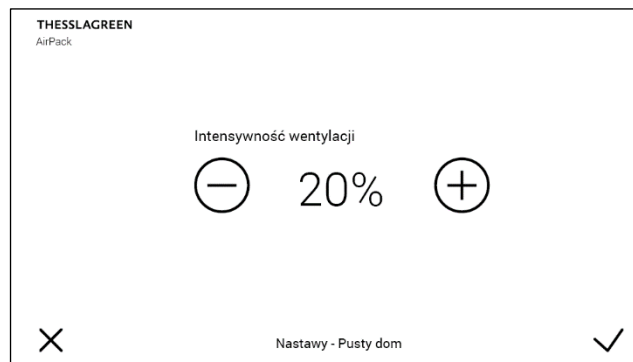 THESSLAGREEN
AirPack
Intensywność wentylacji
20%
Nastawy - Pusty dom